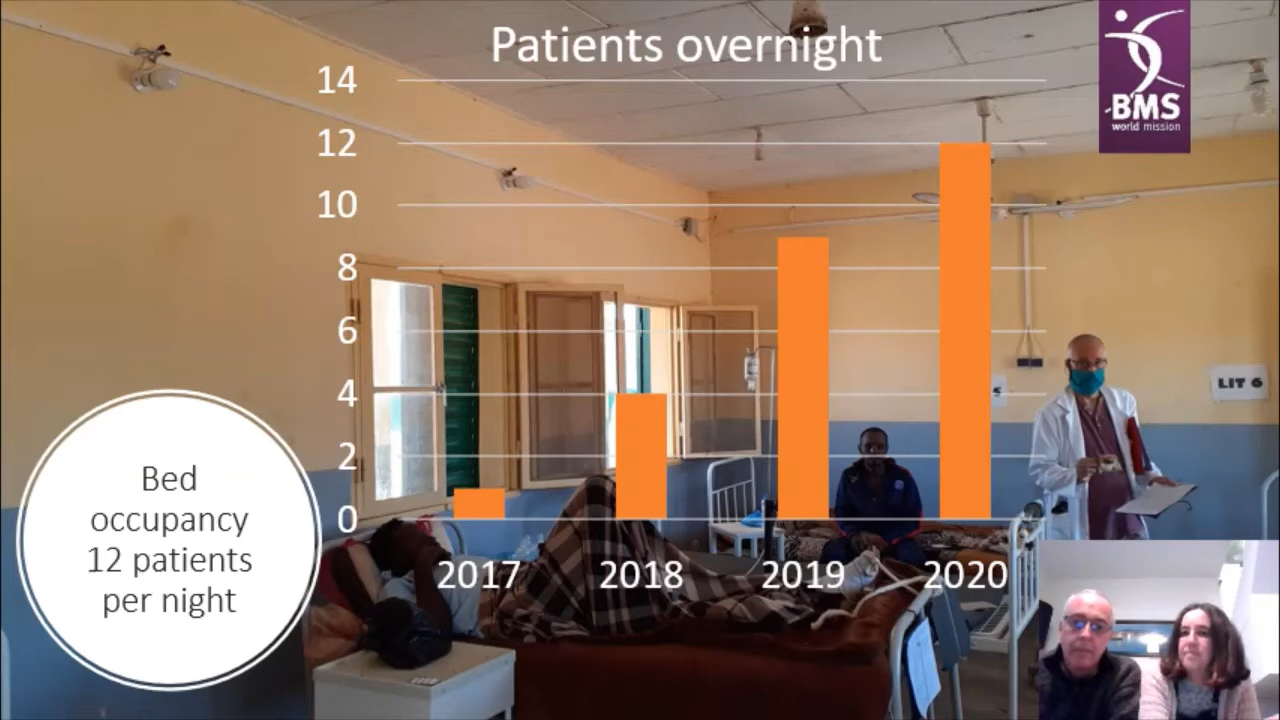 Patients overnight
14
12
10
8
6
4
2
0
2017 2018 2019 2020
Bed
occupancy
12 patients
per night
BMS
world mission
LIT 6